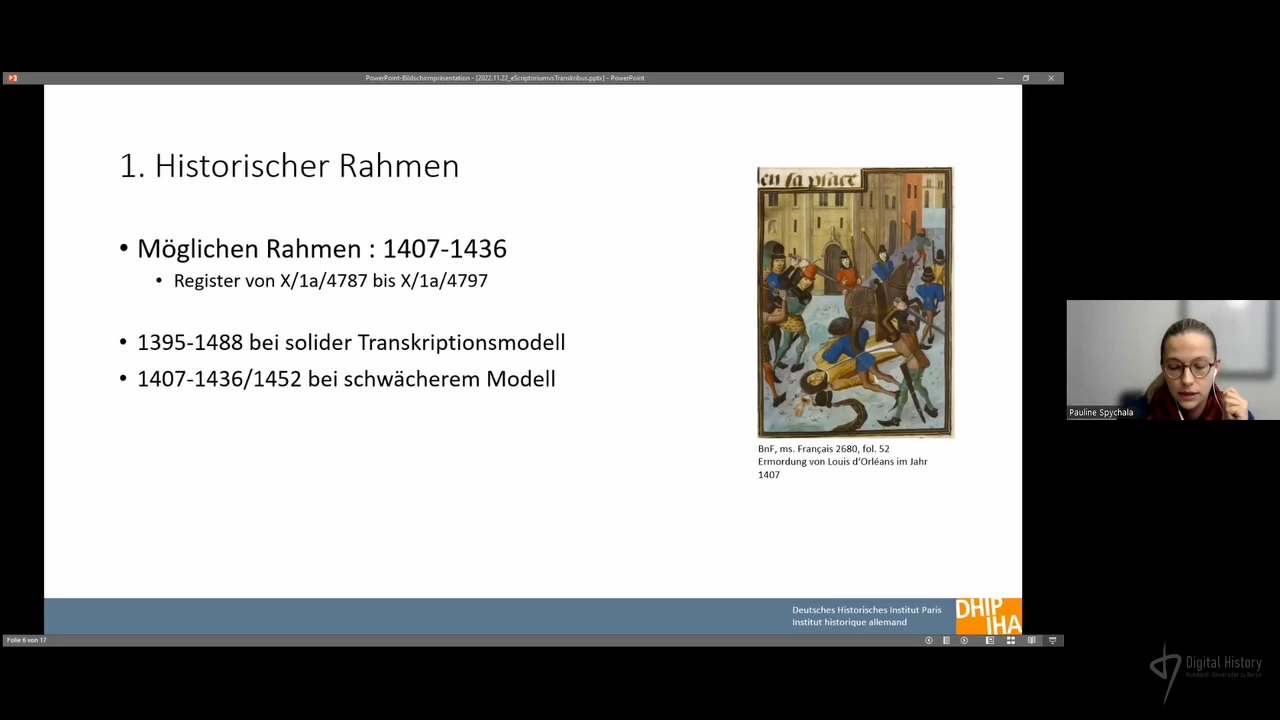 PowerPoint-Bildschirmpräsentation - [2022.11.22_eScriptoriumvsTranskribus.pptx] - PowerPoint
1. Historischer Rahmen
en sa place
• Möglichen Rahmen : 1407-1436
• Register von X/1a/4787 bis X/1a/4797
• 1395-1488 bei solider Transkriptionsmodell
• 1407-1436/1452 bei schwächerem Modell
BnF, ms. Français 2680, fol. 52
Ermordung von Louis d'Orléans im Jahr
1407
Pauline Spychala
Deutsches Historisches Institut Paris
Institut historique allemand
DHIP
IHA
Folie 6 von 17
Digital History
Humboldt-Universität zu Berlin